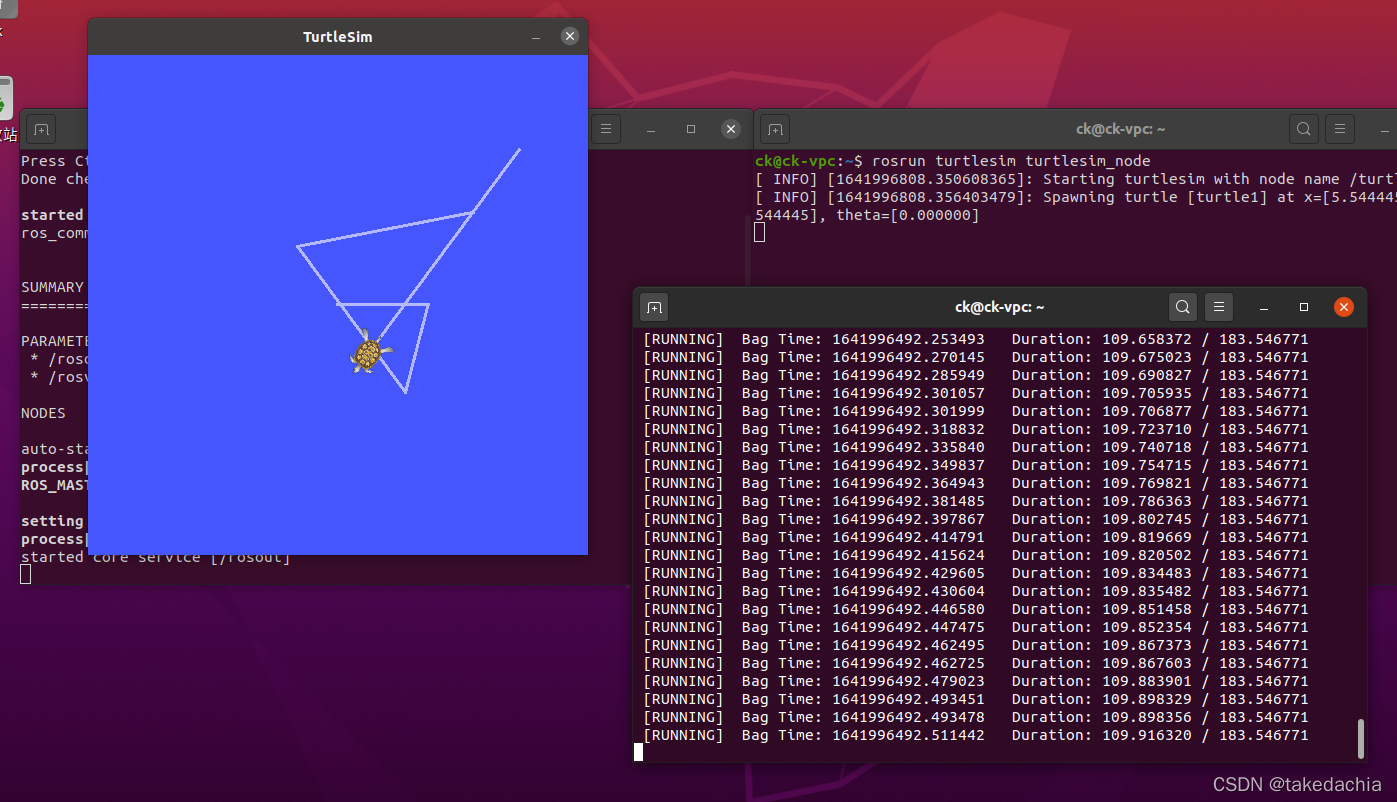 TurtleSim
站
Press
Done
started
SUMMARY
NODES
process[
setting
process[
started core service [/rosout]
ck@ck-vpc: ~
ck@ck-vpc:~$ rosrun turtlesim turtlesim_node
[ INFO] [1641996808.350608365]: Starting turtlesim with node name
[ INFO] [1641996808.356403479]: Spawning turtle [turtle1] at x=[5.544445
544445], theta=[0.000000]
ck@ck-vpc: ~
[RUNNING] Bag Time: 1641996492.253493 Duration: 109.658372 / 183.546771
[RUNNING] Bag Time: 1641996492.270145 Duration: 109.675023 / 183.546771
[RUNNING] Bag Time: 1641996492.285949 Duration: 109.690827 / 183.546771
[RUNNING] Bag Time: 1641996492.301057 Duration: 109.705935 / 183.546771
[RUNNING] Bag Time: 1641996492.301999 Duration: 109.706877 / 183.546771
[RUNNING] Bag Time: 1641996492.318832 Duration: 109.723710 / 183.546771
[RUNNING] Bag Time: 1641996492.335840 Duration: 109.740718 / 183.546771
[RUNNING] Bag Time: 1641996492.349837 Duration: 109.754715 / 183.546771
[RUNNING] Bag Time: 1641996492.364943 Duration: 109.769821 / 183.546771
[RUNNING] Bag Time: 1641996492.381485 Duration: 109.786363 / 183.546771
[RUNNING] Bag Time: 1641996492.397867 Duration: 109.802745 / 183.546771
[RUNNING] Bag Time: 1641996492.414791 Duration: 109.819669 / 183.546771
[RUNNING] Bag Time: 1641996492.415624 Duration: 109.820502 / 183.546771
[RUNNING] Bag Time: 1641996492.429605 Duration: 109.834483 / 183.546771
[RUNNING] Bag Time: 1641996492.430604 Duration: 109.835482 / 183.546771
[RUNNING] Bag Time: 1641996492.446580 Duration: 109.851458 / 183.546771
[RUNNING] Bag Time: 1641996492.447475 Duration: 109.852354 / 183.546771
[RUNNING] Bag Time: 1641996492.462495 Duration: 109.867373 / 183.546771
[RUNNING] Bag Time: 1641996492.462725 Duration: 109.867603 / 183.546771
[RUNNING] Bag Time: 1641996492.479023 Duration: 109.883901 / 183.546771
[RUNNING] Bag Time: 1641996492.493451 Duration: 109.898329 / 183.546771
[RUNNING] Bag Time: 1641996492.493478 Duration: 109.898356 / 183.546771
[RUNNING] Bag Time: 1641996492.511442 Duration: 109.916320 / 183.546771
CSDN @takedachia